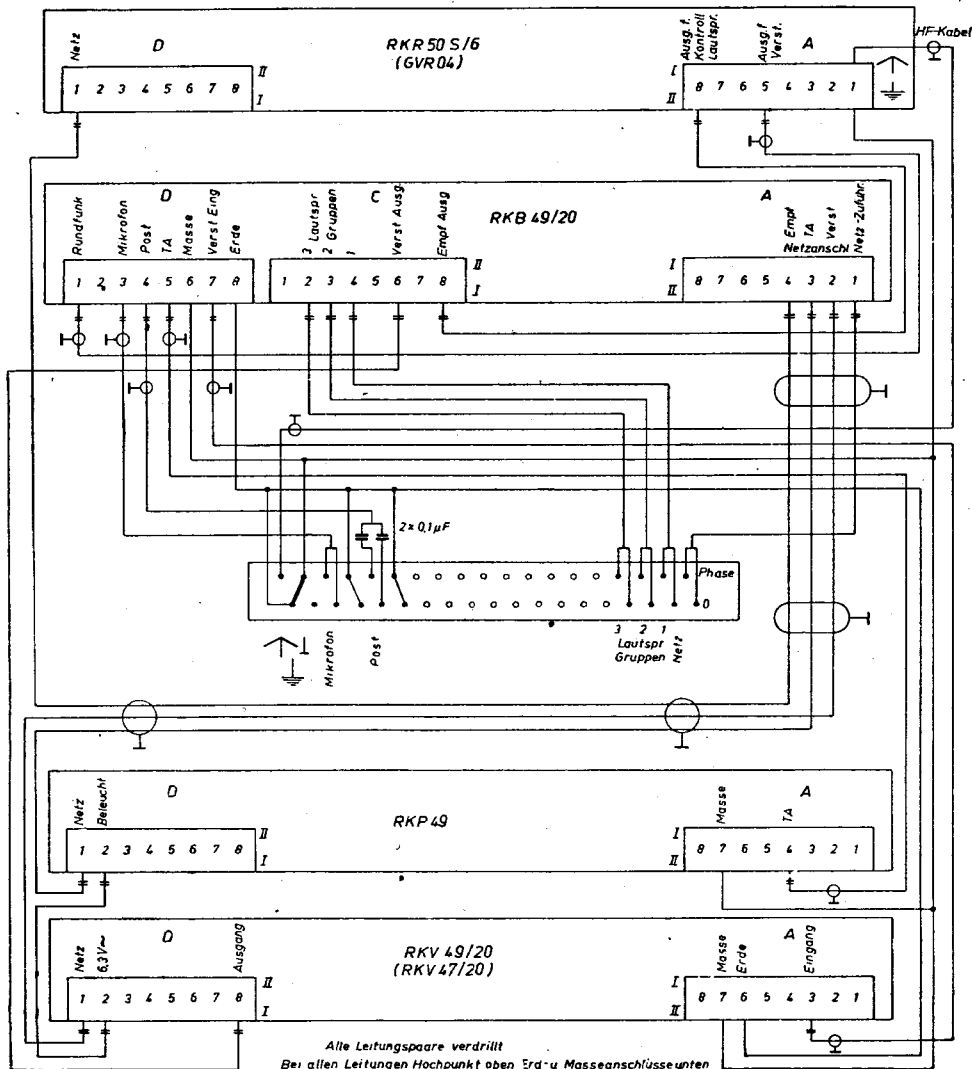 RKR 50 S/6
(GVR 04)
Netz
D
1 2 3 4 5 6 7 8
II
I
Ausg. f.
Kontroll
Lautspr.
Ausg. f
Verst.
A
HF-Kabel
I
II
8 7 6 5 4 3 2 1
RKB 49/20
D
Rundfunk
Mikrofon
Post
TA
Masse
Verst Eing
Erde
1 2 3 4 5 6 7 8
C
3 Lautspr
2 Gruppen
1
Verst Ausg.
Empf Ausg
1 2 3 4 5 6 7 8
II
I
A
Empf
TA
Verst
Netzanschl
Netz-Zufuhr.
I
II
8 7 6 5 4 3 2 1
2 x 0,1 µF
Phase
0
Mikrofon
Post
3 2 1
Lautspr
Gruppen
Netz
RKP 49
D
Netz
Beleucht
1 2 3 4 5 6 7 8
II
I
A
Masse
TA
I
II
8 7 6 5 4 3 2 1
RKV 49/20
(RKV 47/20)
D
Netz
6,3V~
Ausgang
1 2 3 4 5 6 7 8
II
I
A
Masse
Erde
Eingang
I
II
8 7 6 5 4 3 2 1
Alle Leitungspaare verdrillt
Bei allen Leitungen Hochpunkt oben Erd- u Masseanschlüsse unten